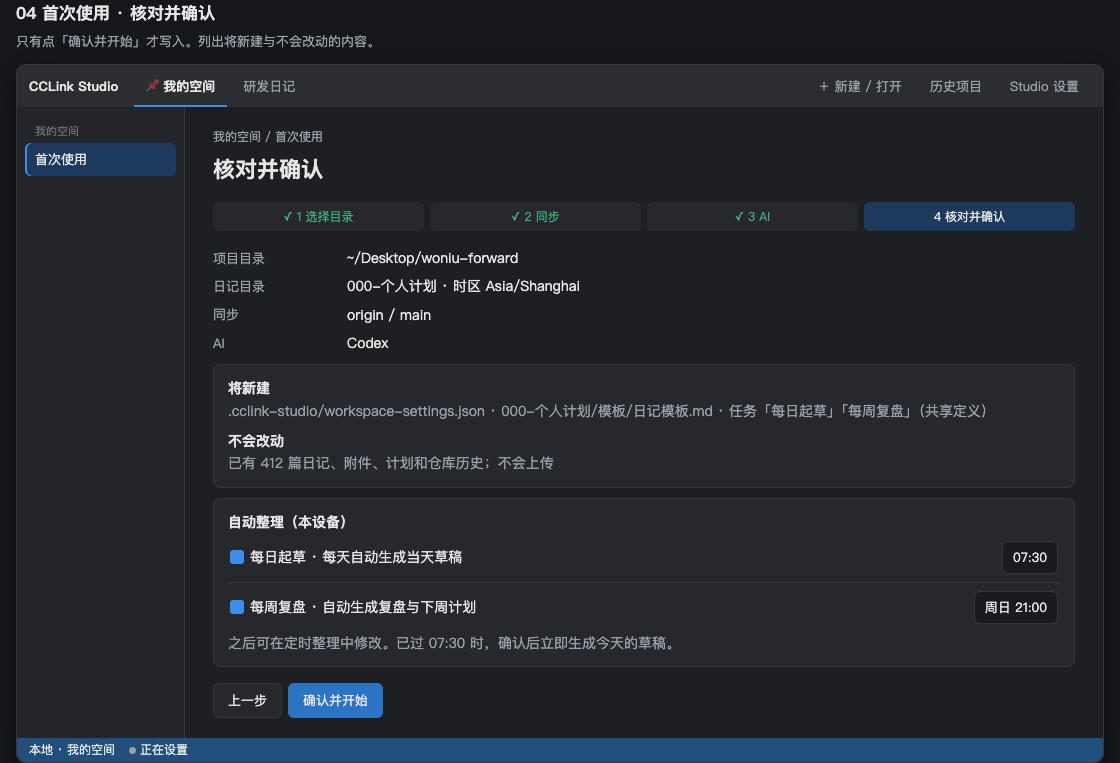 04 首次使用 · 核对并确认
只有点「确认并开始」才写入。列出将新建与不会改动的内容。
CCLink Studio 📌 我的空间 研发日记 + 新建 / 打开 历史项目 Studio 设置
我的空间
首次使用
我的空间 / 首次使用
核对并确认
✓ 1 选择目录 ✓ 2 同步 ✓ 3 AI 4 核对并确认
项目目录 ~/Desktop/woniu-forward
日记目录 000-个人计划 · 时区 Asia/Shanghai
同步 origin / main
AI Codex
将新建
.cclink-studio/workspace-settings.json · 000-个人计划/模板/日记模板.md · 任务「每日起草」「每周复盘」(共享定义)
不会改动
已有 412 篇日记、附件、计划和仓库历史；不会上传
自动整理（本设备）
每日起草 · 每天自动生成当天草稿 07:30
每周复盘 · 自动生成复盘与下周计划 周日 21:00
之后可在定时整理中修改。已过 07:30 时，确认后立即生成今天的草稿。
上一步 确认并开始
本地 · 我的空间 ● 正在设置